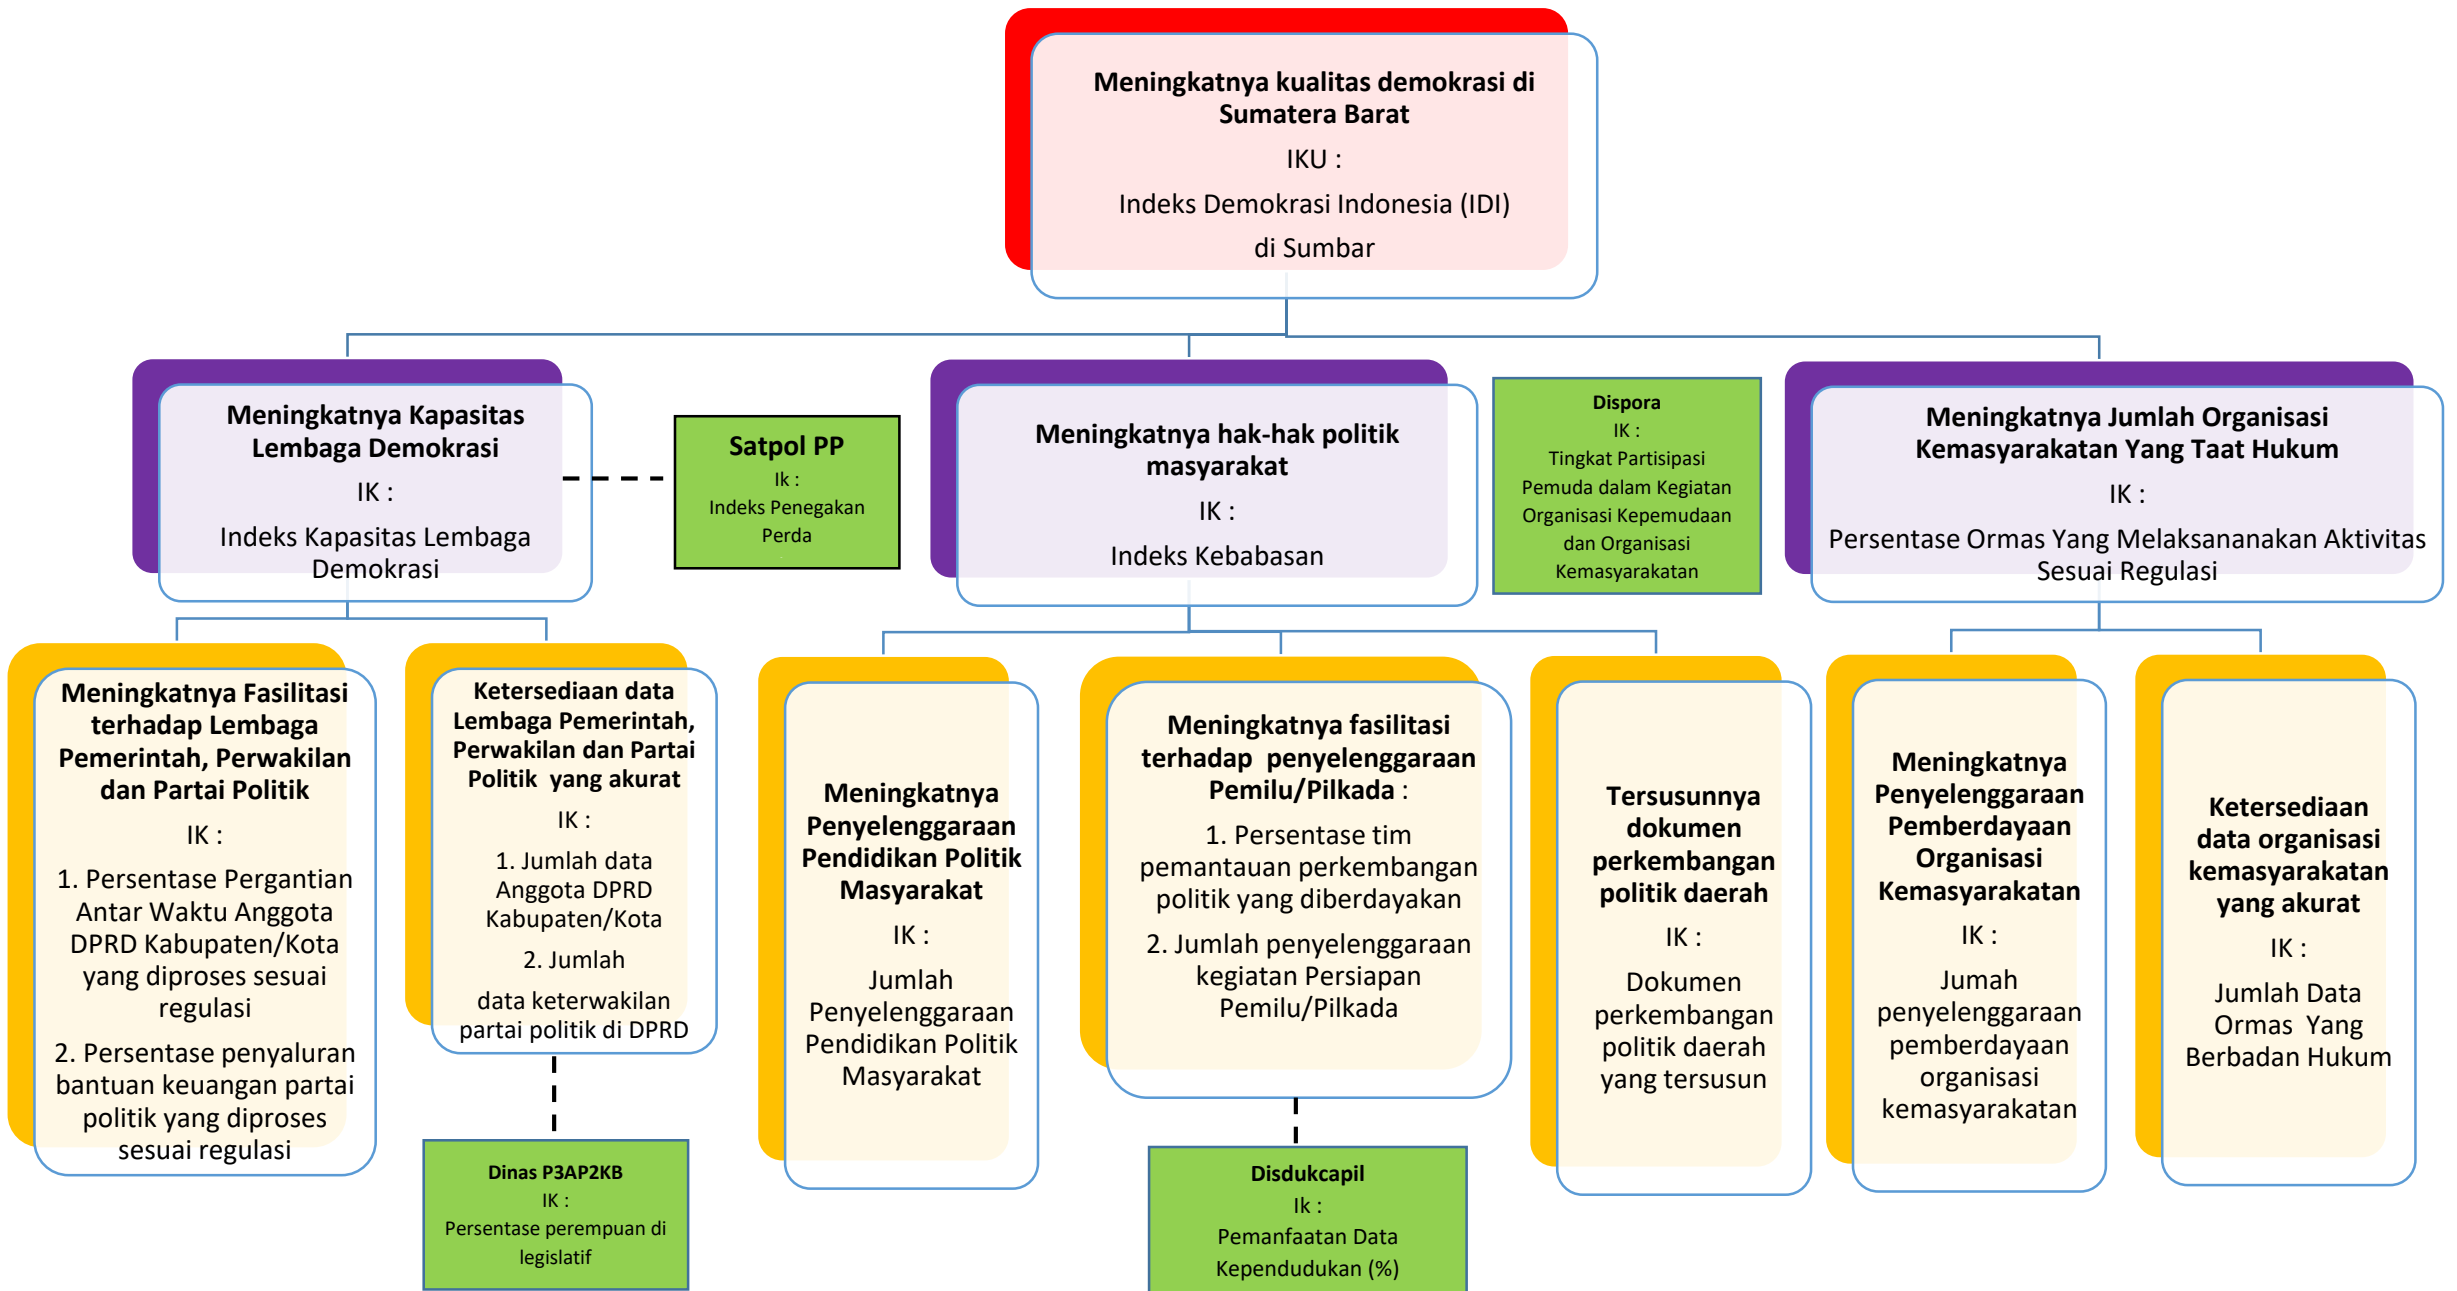 Meningkatnya kualitas demokrasi di
Sumatera Barat
IKU :
Indeks Demokrasi Indonesia (IDI)
di Sumbar
Meningkatnya Kapasitas
Lembaga Demokrasi
IK :
Indeks Kapasitas Lembaga
Demokrasi
Satpol PP
Ik :
Indeks Penegakan
Perda
Meningkatnya hak-hak politik
masyarakat
IK :
Indeks Kebabasan
Dispora
IK :
Tingkat Partisipasi
Pemuda dalam Kegiatan
Organisasi Kepemudaan
dan Organisasi
Kemasyarakatan
Meningkatnya Jumlah Organisasi
Kemasyarakatan Yang Taat Hukum
IK :
Persentase Ormas Yang Melaksananakan Aktivitas
Sesuai Regulasi
Meningkatnya Fasilitasi
terhadap Lembaga
Pemerintah, Perwakilan
dan Partai Politik
IK :
1. Persentase Pergantian
Antar Waktu Anggota
DPRD Kabupaten/Kota
yang diproses sesuai
regulasi
2. Persentase penyaluran
bantuan keuangan partai
politik yang diproses
sesuai regulasi
Ketersediaan data
Lembaga Pemerintah,
Perwakilan dan Partai
Politik yang akurat
IK :
1. Jumlah data
Anggota DPRD
Kabupaten/Kota
2. Jumlah
data keterwakilan
partai politik di DPRD
Meningkatnya
Penyelenggaraan
Pendidikan Politik
Masyarakat
IK :
Jumlah
Penyelenggaraan
Pendidikan Politik
Masyarakat
Meningkatnya fasilitasi
terhadap penyelenggaraan
Pemilu/Pilkada :
1. Persentase tim
pemantauan perkembangan
politik yang diberdayakan
2. Jumlah penyelenggaraan
kegiatan Persiapan
Pemilu/Pilkada
Tersusunnya
dokumen
perkembangan
politik daerah
IK :
Dokumen
perkembangan
politik daerah
yang tersusun
Meningkatnya
Penyelenggaraan
Pemberdayaan
Organisasi
Kemasyarakatan
IK :
Jumah
penyelenggaraan
pemberdayaan
organisasi
kemasyarakatan
Ketersediaan
data organisasi
kemasyarakatan
yang akurat
IK :
Jumlah Data
Ormas Yang
Berbadan Hukum
Dinas P3AP2KB
IK :
Persentase perempuan di
legislatif
Disdukcapil
Ik :
Pemanfaatan Data
Kependudukan (%)